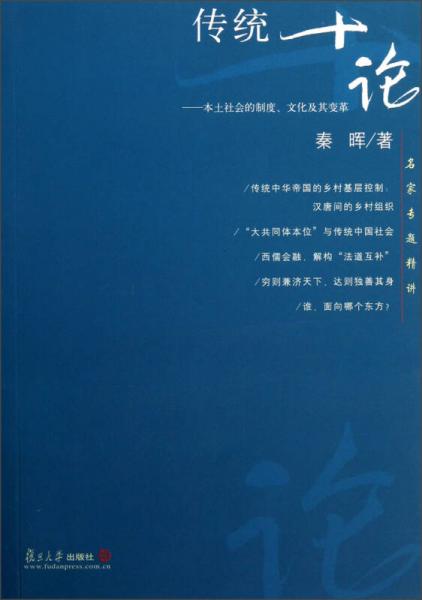 传统十论
——本土社会的制度、文化及其变革
秦 晖/著
名家专题精讲
/传统中华帝国的乡村基层控制：
汉唐间的乡村组织
/“大共同体本位”与传统中国社会
/西儒会融，解构“法道互补”
/穷则兼济天下，达则独善其身
/谁，面向哪个东方？
论
復旦大学出版社
www.fudanpress.com.cn